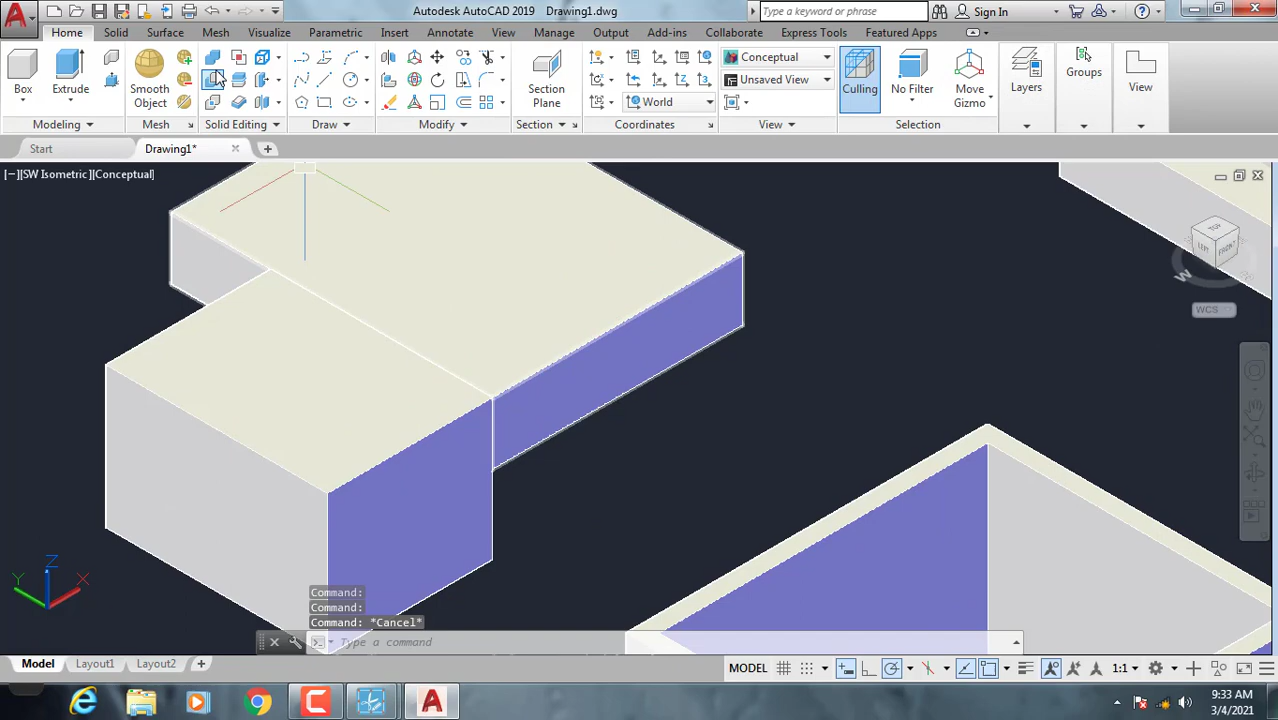 Autodesk AutoCAD 2019 Drawing1.dwg
Type a keyword or phrase
Sign In
Home Solid Surface Mesh Visualize Parametric Insert Annotate View Manage Output Add-ins Collaborate Express Tools Featured Apps
Box
Extrude
Smooth
Object
Section
Plane
Conceptual
Unsaved View
World
Culling
No Filter
Move
Gizmo
Layers
Groups
View
Modeling Mesh Solid Editing Draw Modify Section Coordinates View Selection
Start
Drawing1*
[−][SW Isometric][Conceptual]
TOP
LEFT
FRONT
W
WCS
Z
Y
X
Command:
Command:
Command: *Cancel*
Type a command
Model Layout1 Layout2
MODEL
1:1
9:33 AM
3/4/2021